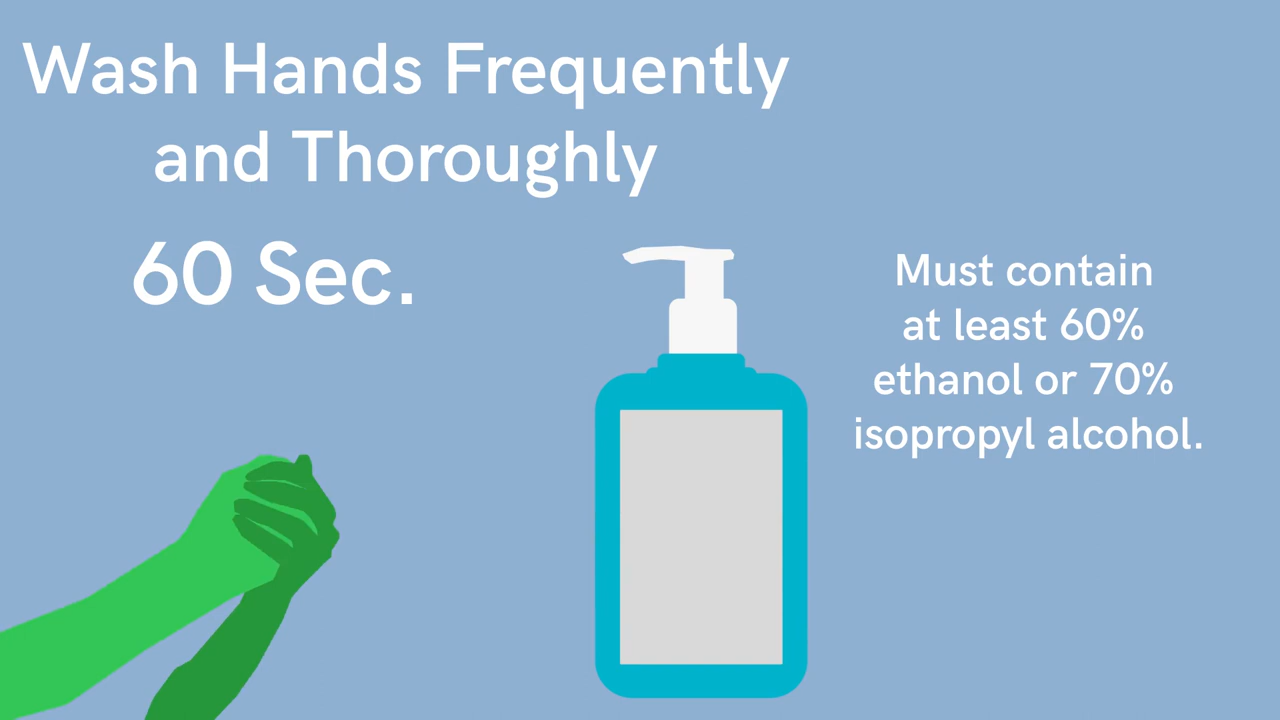 Wash Hands Frequently
and Thoroughly
60 Sec.
Must contain
at least 60%
ethanol or 70%
isopropyl alcohol.